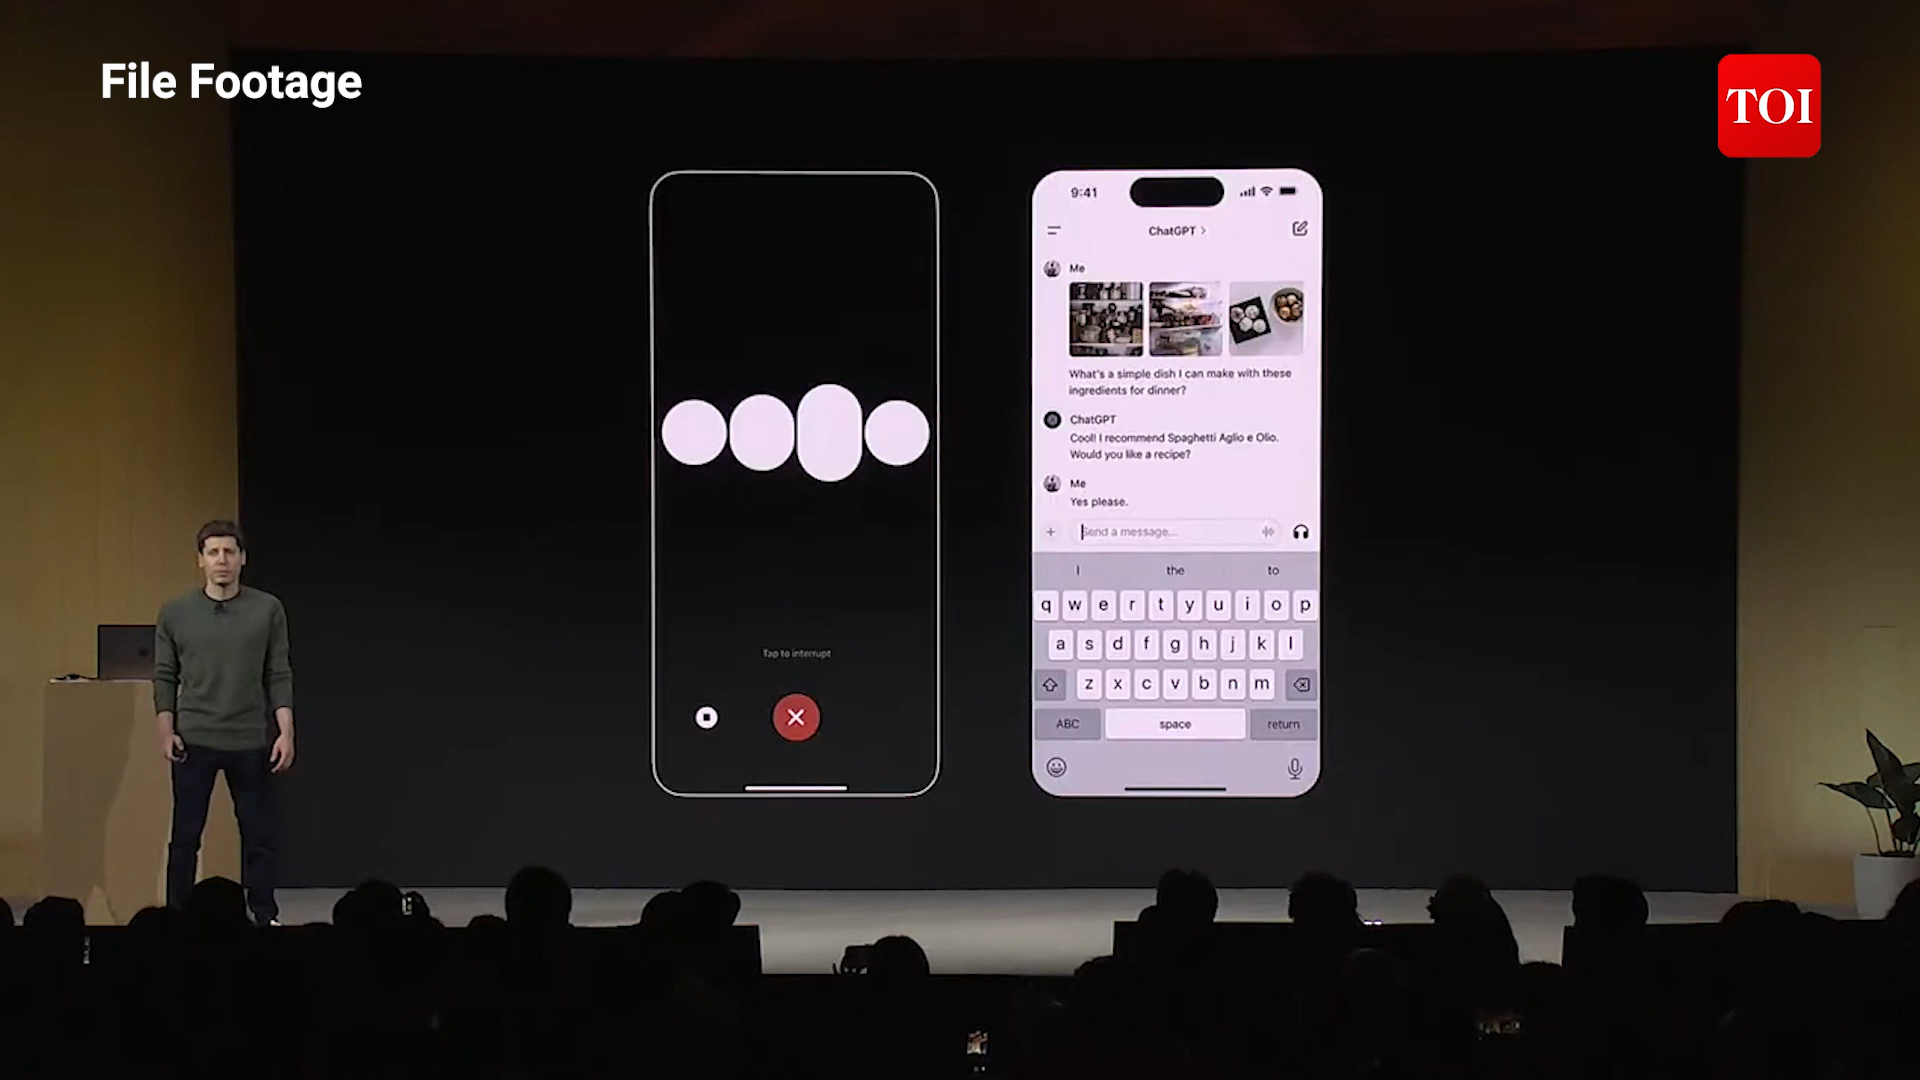 File Footage
TOI
9:41
ChatGPT >
Me
What's a simple dish I can make with these
ingredients for dinner?
ChatGPT
Cool! I recommend Spaghetti Aglio e Olio.
Would you like a recipe?
Me
Yes please.
Send a message...
I the to
q w e r t y u i o p
a s d f g h j k l
z x c v b n m
ABC space return
Tap to interrupt